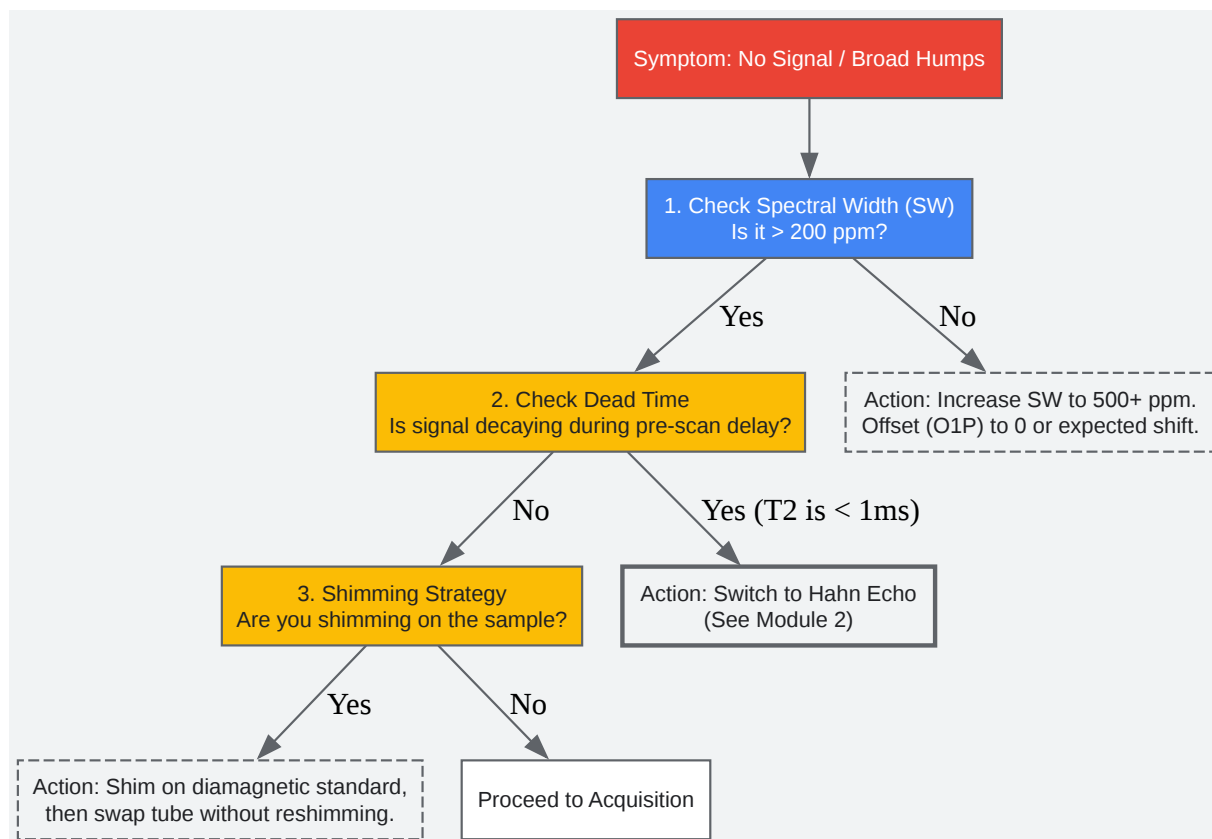 Symptom: No Signal / Broad Humps
1. Check Spectral Width (SW)
Is it > 200 ppm?
Yes
No
2. Check Dead Time
Is signal decaying during pre-scan delay?
Action: Increase SW to 500+ ppm.
Offset (O1P) to 0 or expected shift.
No
Yes (T2 is < 1ms)
3. Shimming Strategy
Are you shimming on the sample?
Action: Switch to Hahn Echo
(See Module 2)
Yes
No
Action: Shim on diamagnetic standard,
then swap tube without reshimming.
Proceed to Acquisition